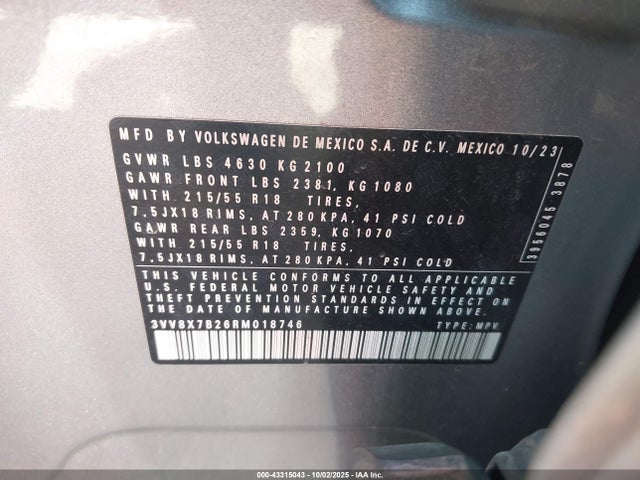 MFD BY VOLKSWAGEN DE MEXICO S.A. DE C.V. MEXICO 10/23
GVWR LBS 4630 KG 2100
GAWR FRONT LBS 2381, KG 1080
WITH 215/55 R18 TIRES,
7.5JX18 RIMS, AT 280 KPA, 41 PSI COLD
GAWR REAR LBS 2359, KG 1070
WITH 215/55 R18 TIRES,
7.5JX18 RIMS, AT 280 KPA, 41 PSI COLD
THIS VEHICLE CONFORMS TO ALL APPLICABLE
U.S. FEDERAL MOTOR VEHICLE SAFETY AND
THEFT PREVENTION STANDARDS IN EFFECT ON
THE DATE OF MANUFACTURE SHOWN ABOVE.
3VV8X7B26RM018746 TYPE: MPV
3956045 3878
000-43315043 - 10/02/2025 - IAA Inc.